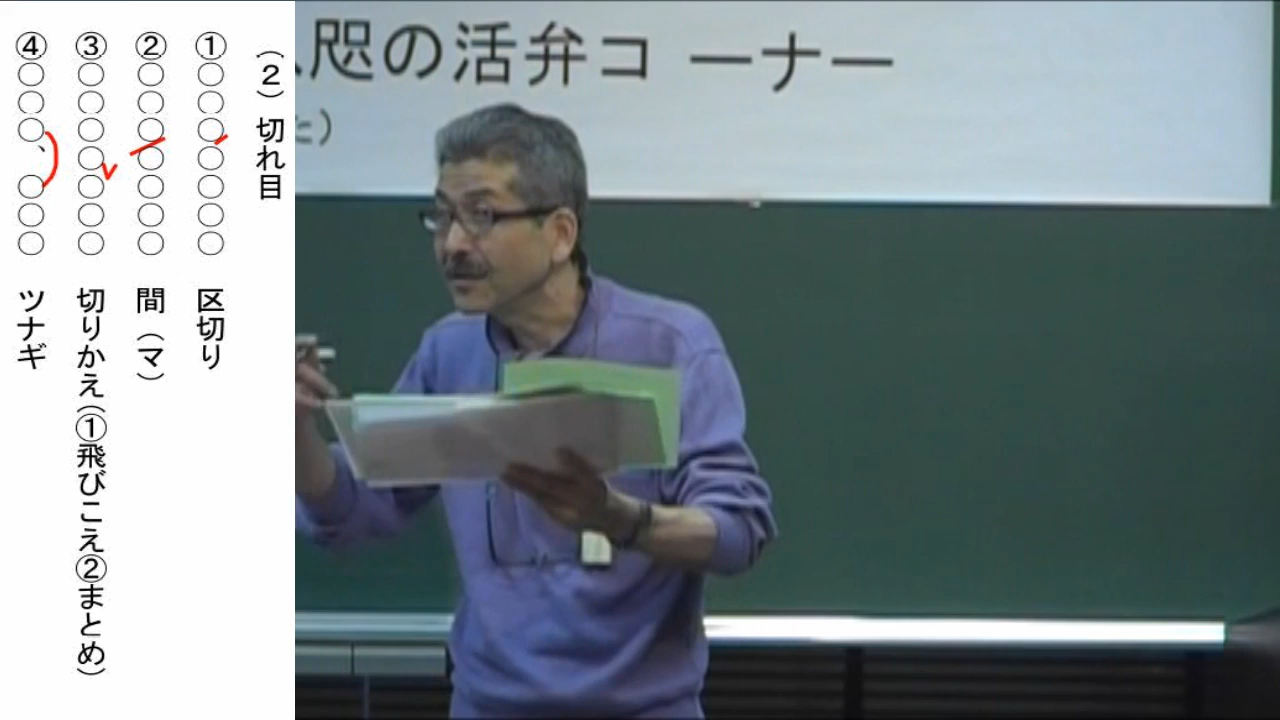 （２）切れ目
①○○○○○○○　区切り
②○○○○○○○　間（マ）
③○○○○○○○　切りかえ（①飛びこえ②まとめ）
④○○○、○○○　ツナギ
咫の活弁コーナー
た）